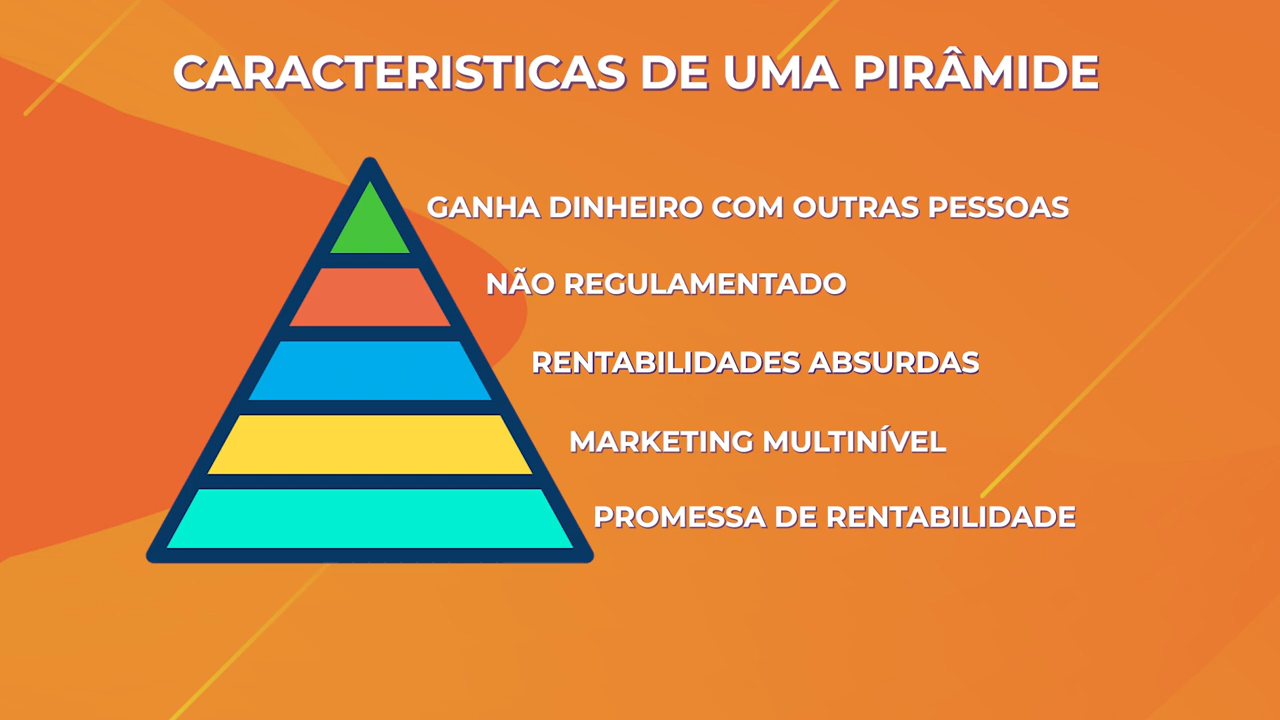 CARACTERISTICAS DE UMA PIRÂMIDE
GANHA DINHEIRO COM OUTRAS PESSOAS
NÃO REGULAMENTADO
RENTABILIDADES ABSURDAS
MARKETING MULTINÍVEL
PROMESSA DE RENTABILIDADE